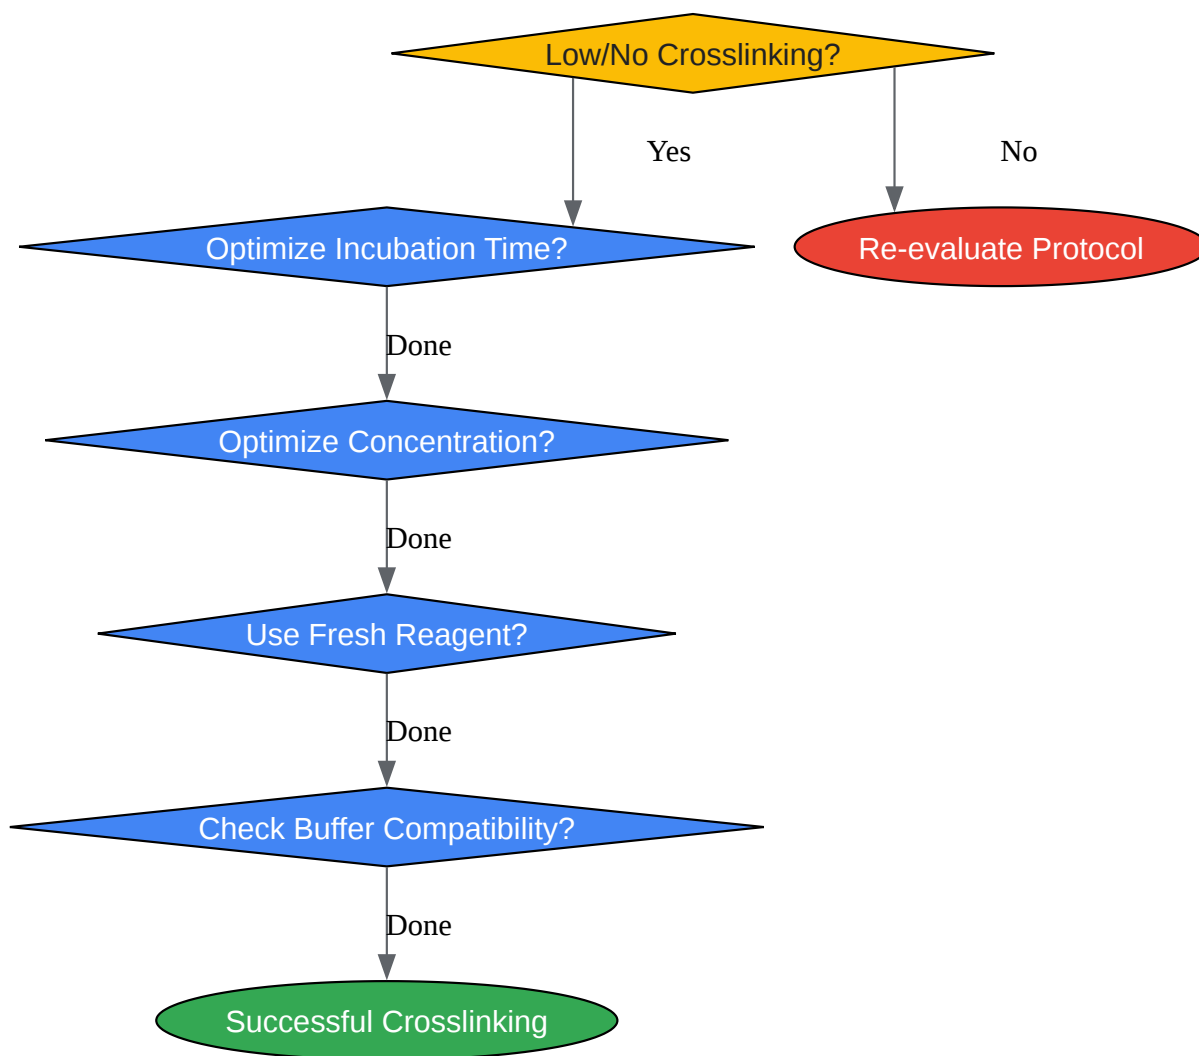 Low/No Crosslinking?
Yes
No
Optimize Incubation Time?
Re-evaluate Protocol
Done
Optimize Concentration?
Done
Use Fresh Reagent?
Done
Check Buffer Compatibility?
Done
Successful Crosslinking